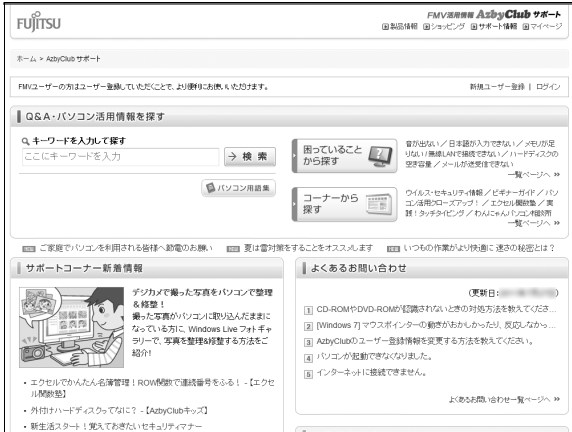 FUJITSU
FMV活用情報 AzbyClub サポート
製品情報 ショッピング サポート情報 マイページ
ホーム > AzbyClub サポート
FMVユーザーの方はユーザー登録していただくことで、より便利にお使いいただけます。
新規ユーザー登録 | ログイン
Q&A・パソコン活用情報を探す
キーワードを入力して探す
ここにキーワードを入力
→ 検索
パソコン用語集
困っていること
から探す
音が出ない／日本語が入力できない／メモリが足
りない／無線LANで接続できない／ハードディスクの
空き容量／メールが送受信できない
一覧ページへ »
コーナーから
探す
ウイルス・セキュリティ情報／ビギナーガイド／パソ
コン活用クローズアップ！／エクセル関数塾／実
践！タッチタイピング／わんにゃんパソコン相談所
一覧ページへ »
NEW ご家庭でパソコンを利用される皆様へ節電のお願い NEW 夏は雷対策をすることをオススメします NEW いつもの作業がより快適に 速さの秘密とは？
サポートコーナー新着情報
デジカメで撮った写真をパソコンで整理
&修整！
撮った写真がパソコンに取り込んだままに
なっている方に、Windows Live フォトギャ
ラリーで、写真を整理&修整する方法をご
紹介！
・エクセルでかんたん名簿管理！ROW関数で連続番号をふる！ -【エクセ
ル関数塾】
・外付けハードディスクってなに？ -【AzbyClubキッズ】
・新生活スタート！覚えておきたいセキュリティマナー
よくあるお問い合わせ
(更新日:
1 CD-ROMやDVD-ROMが認識されないときの対処方法を教えてくださ...
2 [Windows 7] マウスポインターの動きがおかしかったり、反応しなかっ...
3 AzbyClubのユーザー登録情報を変更する方法を教えてください。
4 パソコンが起動できなくなりました。
5 インターネットに接続できません。
よくあるお問い合わせ一覧ページへ »